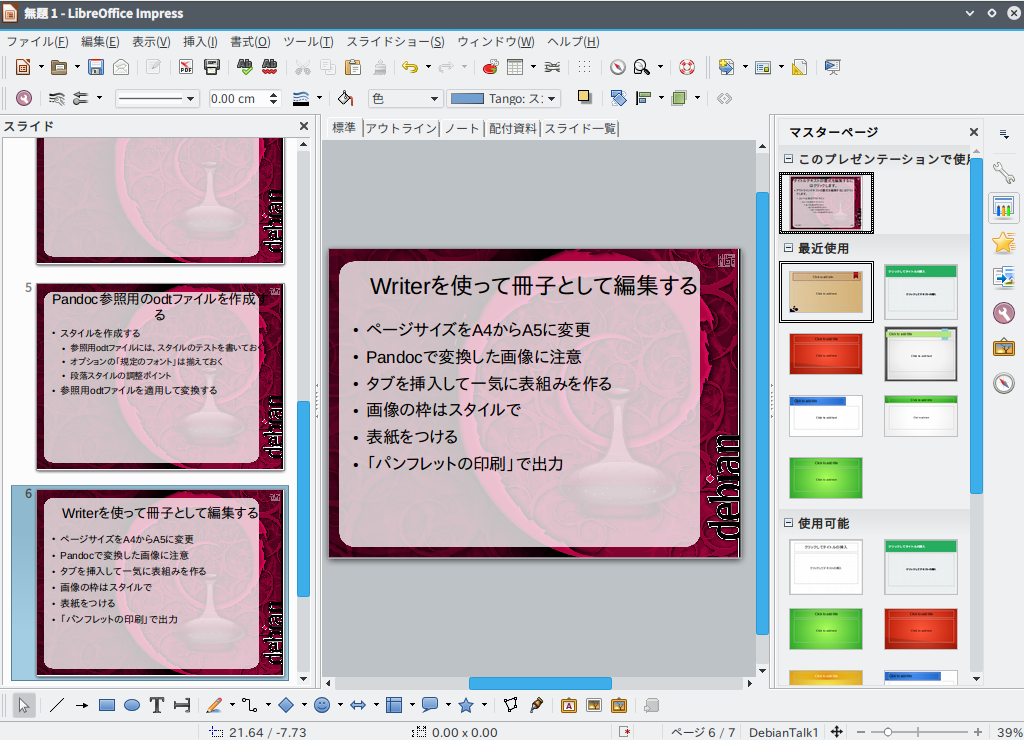 無題 1 - LibreOffice Impress
ファイル(F) 編集(E) 表示(V) 挿入(I) 書式(O) ツール(T) スライドショー(S) ウィンドウ(W) ヘルプ(H)
0.00 cm 色 Tango: ス
スライド
標準 アウトライン ノート 配付資料 スライド一覧
debian
5
Pandoc参照用のodtファイルを作成
る
• スタイルを作成する
• 参照用odtファイルには、スタイルのテストを書いてお
• オプションの「規定のフォント」は揃えておく
• 段落スタイルの調整ポイント
• 参照用odtファイルを適用して変換する
debian
6
Writerを使って冊子として編集する
• ページサイズをA4からA5に変更
• Pandocで変換した画像に注意
• タブを挿入して一気に表組みを作る
• 画像の枠はスタイルで
• 表紙をつける
• 「パンフレットの印刷」で出力
debian
Writerを使って冊子として編集する
• ページサイズをA4からA5に変更
• Pandocで変換した画像に注意
• タブを挿入して一気に表組みを作る
• 画像の枠はスタイルで
• 表紙をつける
• 「パンフレットの印刷」で出力
debian
マスターページ
このプレゼンテーションで使用
最近使用
使用可能
21.64 / -7.73 0.00 x 0.00 ページ 6 / 7 DebianTalk1 39%